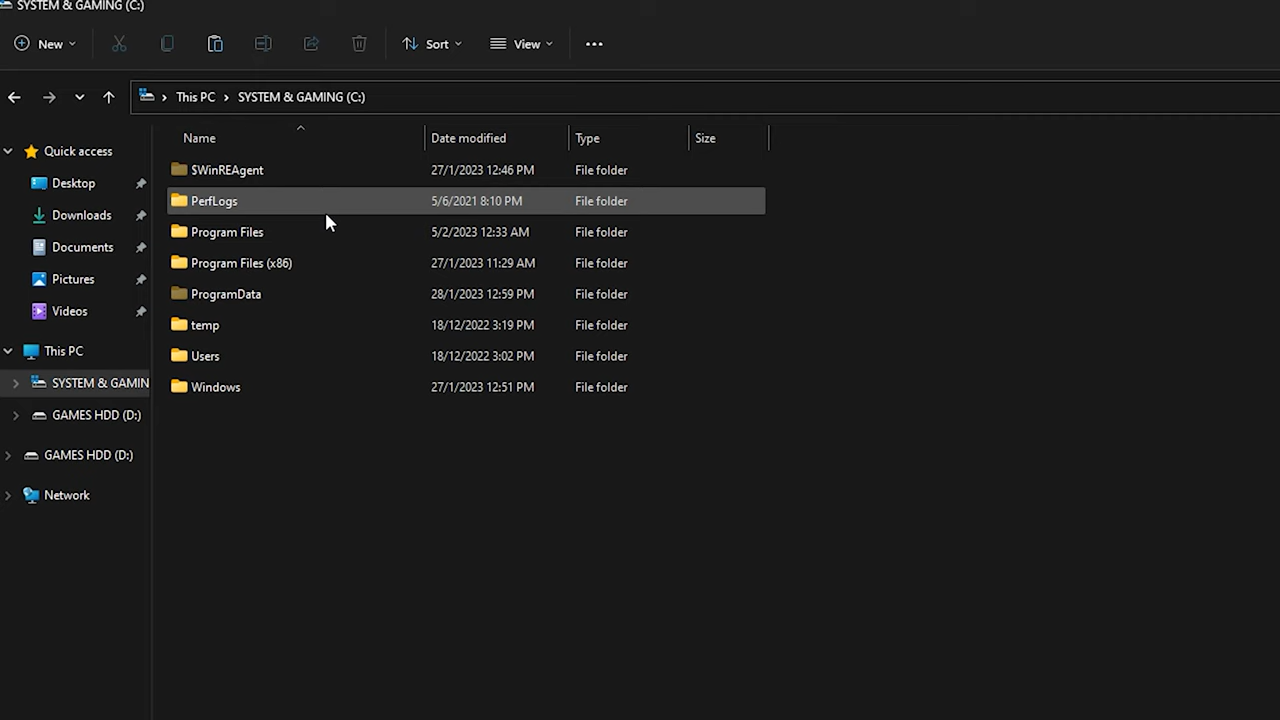 SYSTEM & GAMING (C:)
New Sort View
This PC SYSTEM & GAMING (C:)
Name Date modified Type Size
Quick access
Desktop
Downloads
Documents
Pictures
Videos
This PC
SYSTEM & GAMIN
GAMES HDD (D:)
GAMES HDD (D:)
Network
$WinREAgent 27/1/2023 12:46 PM File folder
PerfLogs 5/6/2021 8:10 PM File folder
Program Files 5/2/2023 12:33 AM File folder
Program Files (x86) 27/1/2023 11:29 AM File folder
ProgramData 28/1/2023 12:59 PM File folder
temp 18/12/2022 3:19 PM File folder
Users 18/12/2022 3:02 PM File folder
Windows 27/1/2023 12:51 PM File folder